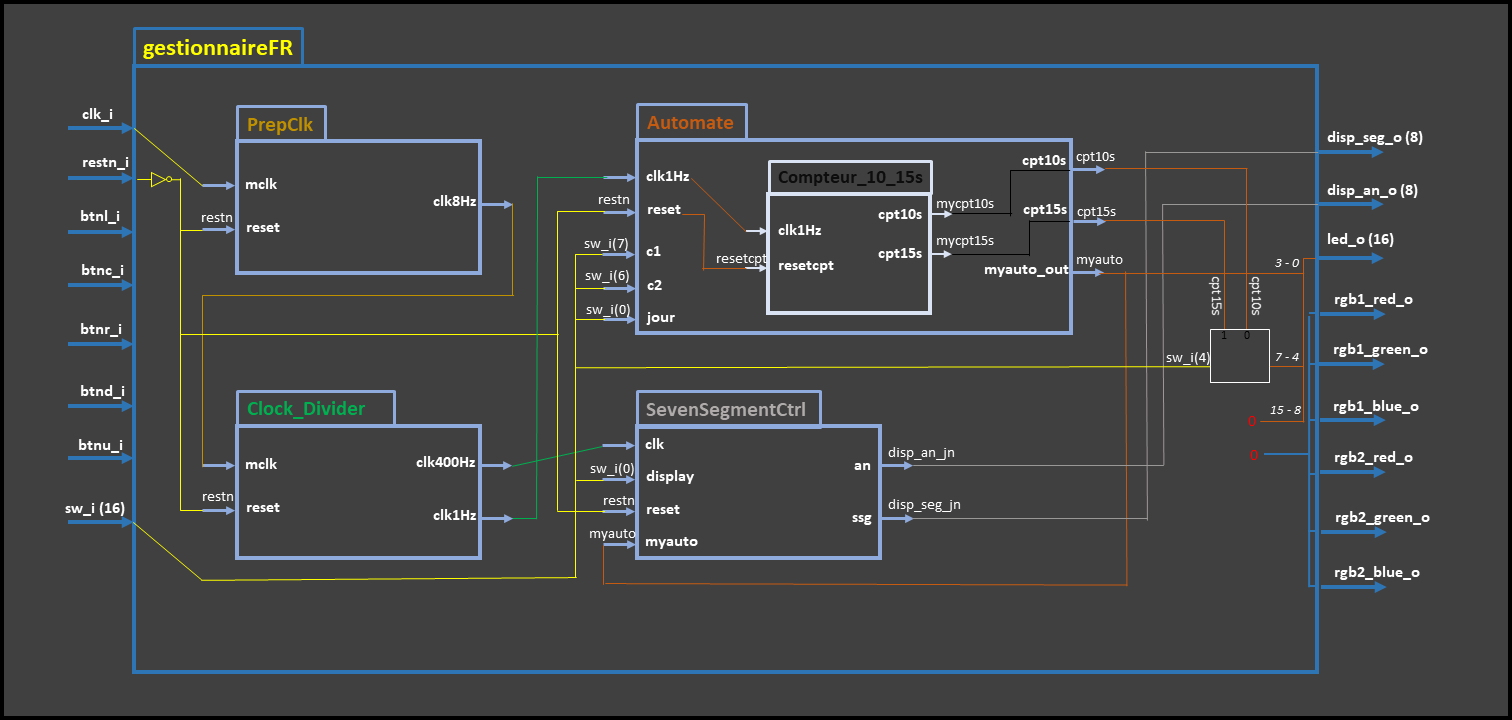 gestionnaireFR
clk_i
restn_i
btnl_i
btnc_i
btnr_i
btnd_i
btnu_i
sw_i (16)
PrepClk
mclk
restn
reset
clk8Hz
Clock_Divider
mclk
restn
reset
clk400Hz
clk1Hz
Automate
clk1Hz
restn
reset
sw_i(7)
c1
sw_i(6)
c2
sw_i(0)
jour
Compteur_10_15s
clk1Hz
resetcpt
resetcpt
cpt10s
cpt15s
mycpt10s
mycpt15s
cpt10s
cpt15s
myauto_out
cpt10s
cpt15s
myauto
SevenSegmentCtrl
clk
sw_i(0)
display
restn
reset
myauto
myauto
an
ssg
disp_an_jn
disp_seg_jn
cpt15s
cpt10s
1
0
sw_i(4)
3 - 0
7 - 4
15 - 8
0
0
disp_seg_o (8)
disp_an_o (8)
led_o (16)
rgb1_red_o
rgb1_green_o
rgb1_blue_o
rgb2_red_o
rgb2_green_o
rgb2_blue_o